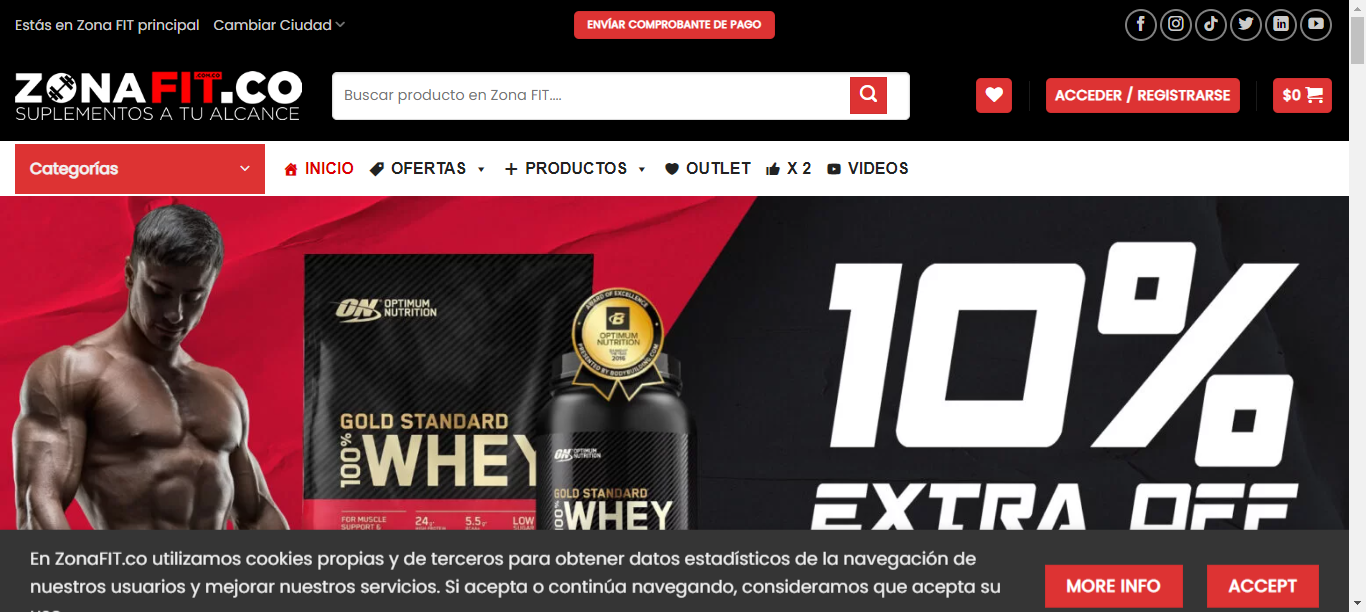 Estás en Zona FIT principal Cambiar Ciudad
ENVÍAR COMPROBANTE DE PAGO
ZONAFIT.CO
.COM.CO
SUPLEMENTOS A TU ALCANCE
Buscar producto en Zona FIT....
ACCEDER / REGISTRARSE
$0
Categorías
INICIO OFERTAS PRODUCTOS OUTLET X 2 VIDEOS
ON OPTIMUM
NUTRITION
GOLD STANDARD
100% WHEY
FOR MUSCLE
SUPPORT &
24g
5.5g
LOW
AWARD OF EXCELLENCE
B
OPTIMUM
NUTRITION
2016
PRESENTED BY BODYBUILDING.COM
ON OPTIMUM
NUTRITION
GOLD STANDARD
100% WHEY
10%
EXTRA OFF
En ZonaFIT.co utilizamos cookies propias y de terceros para obtener datos estadísticos de la navegación de
nuestros usuarios y mejorar nuestros servicios. Si acepta o continúa navegando, consideramos que acepta su
MORE INFO
ACCEPT